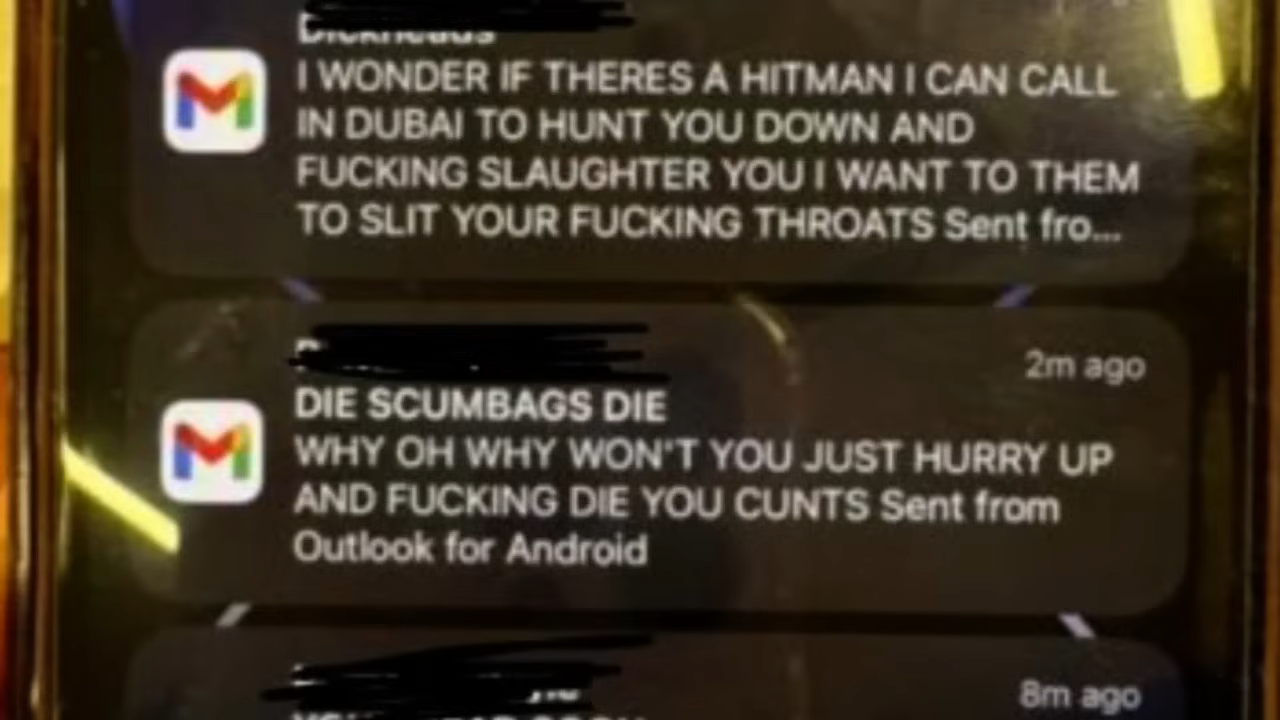 Dickheads
I WONDER IF THERES A HITMAN I CAN CALL
IN DUBAI TO HUNT YOU DOWN AND
FUCKING SLAUGHTER YOU I WANT TO THEM
TO SLIT YOUR FUCKING THROATS Sent fro...
2m ago
DIE SCUMBAGS DIE
WHY OH WHY WON'T YOU JUST HURRY UP
AND FUCKING DIE YOU CUNTS Sent from
Outlook for Android
8m ago